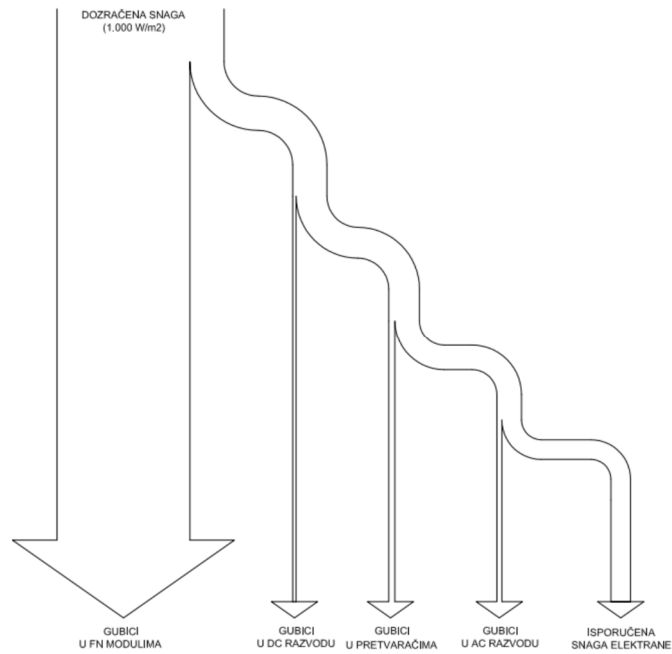 DOZRAČENA SNAGA
(1.000 W/m2)
GUBICI
U FN MODULIMA
GUBICI
U DC RAZVODU
GUBICI
U PRETVARAČIMA
GUBICI
U AC RAZVODU
ISPORUČENA
SNAGA ELEKTRANE